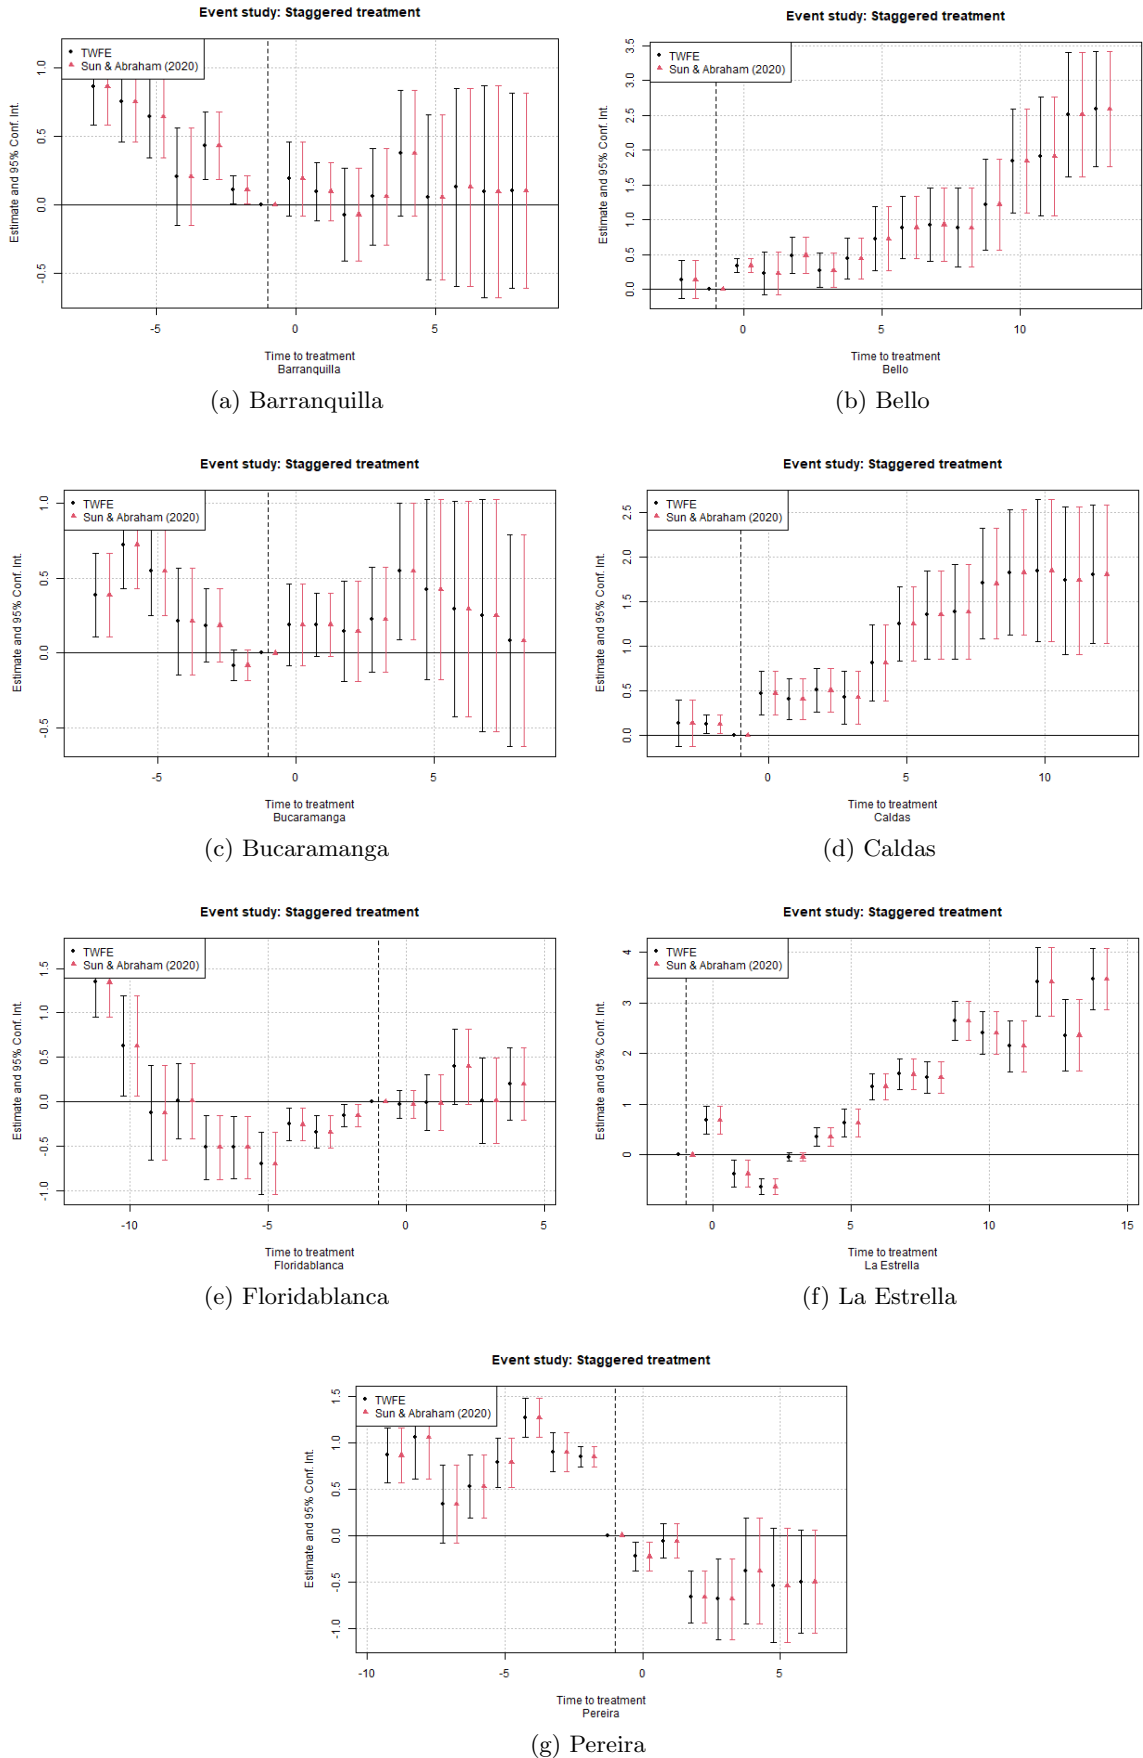 Event study: Staggered treatment
TWFE
Sun & Abraham (2020)
Estimate and 95% Conf. Int.
1.0
0.5
0.0
-0.5
-5
0
5
Time to treatment
Barranquilla
(a) Barranquilla
Event study: Staggered treatment
TWFE
Sun & Abraham (2020)
Estimate and 95% Conf. Int.
3.5
3.0
2.5
2.0
1.5
1.0
0.5
0.0
0
5
10
Time to treatment
Bello
(b) Bello
Event study: Staggered treatment
TWFE
Sun & Abraham (2020)
Estimate and 95% Conf. Int.
1.0
0.5
0.0
-0.5
-5
0
5
Time to treatment
Bucaramanga
(c) Bucaramanga
Event study: Staggered treatment
TWFE
Sun & Abraham (2020)
Estimate and 95% Conf. Int.
2.5
2.0
1.5
1.0
0.5
0.0
0
5
10
Time to treatment
Caldas
(d) Caldas
Event study: Staggered treatment
TWFE
Sun & Abraham (2020)
Estimate and 95% Conf. Int.
1.5
1.0
0.5
0.0
-0.5
-1.0
-10
-5
0
5
Time to treatment
Floridablanca
(e) Floridablanca
Event study: Staggered treatment
TWFE
Sun & Abraham (2020)
Estimate and 95% Conf. Int.
4
3
2
1
0
0
5
10
15
Time to treatment
La Estrella
(f) La Estrella
Event study: Staggered treatment
TWFE
Sun & Abraham (2020)
Estimate and 95% Conf. Int.
1.5
1.0
0.5
0.0
-0.5
-1.0
-10
-5
0
5
Time to treatment
Pereira
(g) Pereira